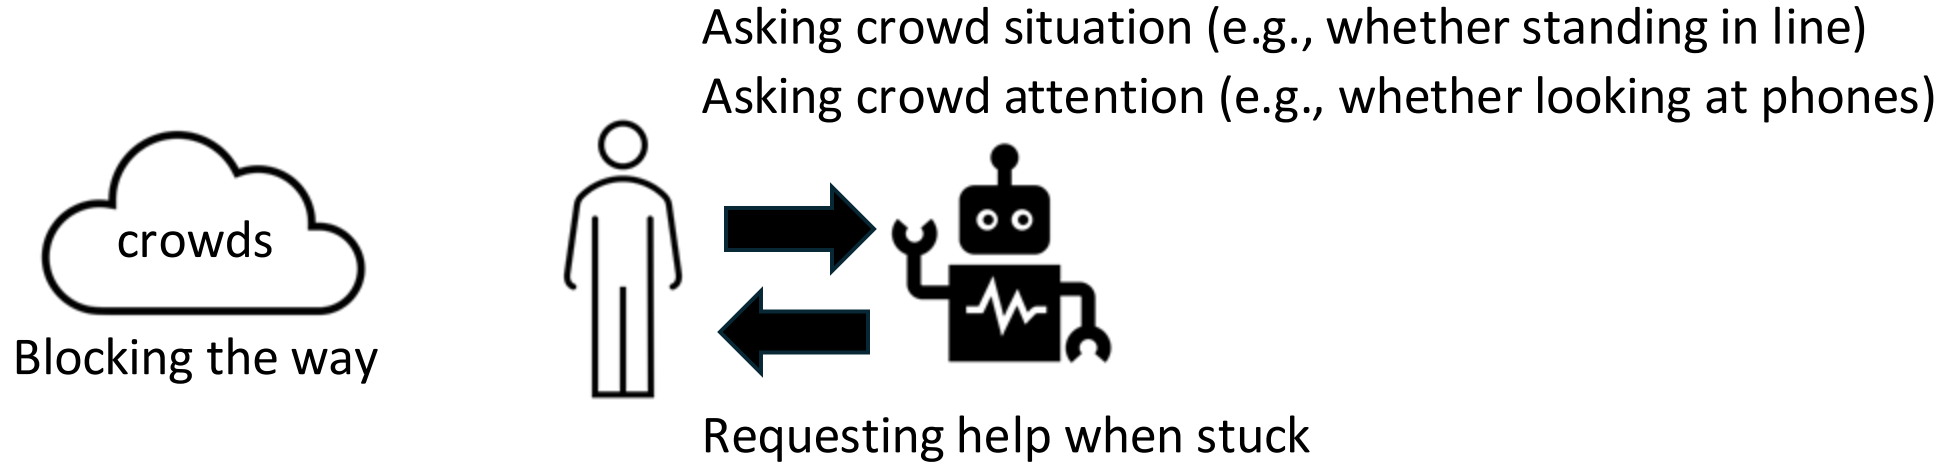 Asking crowd situation (e.g., whether standing in line)
Asking crowd attention (e.g., whether looking at phones)
crowds
Blocking the way
Requesting help when stuck